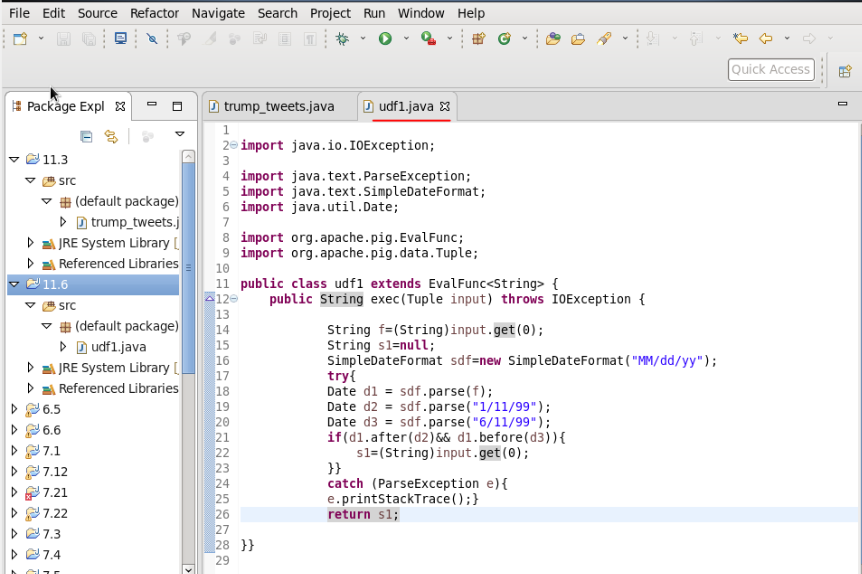 File Edit Source Refactor Navigate Search Project Run Window Help
Quick Access
Package Expl
trump_tweets.java
udf1.java
11.3
src
(default package)
trump_tweets.j
JRE System Library [
Referenced Libraries
11.6
src
(default package)
udf1.java
JRE System Library [
Referenced Libraries
6.5
6.6
7.1
7.12
7.21
7.22
7.3
7.4
1
2 import java.io.IOException;
3
4 import java.text.ParseException;
5 import java.text.SimpleDateFormat;
6 import java.util.Date;
7
8 import org.apache.pig.EvalFunc;
9 import org.apache.pig.data.Tuple;
10
11 public class udf1 extends EvalFunc<String> {
12 public String exec(Tuple input) throws IOException {
13
14 String f=(String)input.get(0);
15 String s1=null;
16 SimpleDateFormat sdf=new SimpleDateFormat("MM/dd/yy");
17 try{
18 Date d1 = sdf.parse(f);
19 Date d2 = sdf.parse("1/11/99");
20 Date d3 = sdf.parse("6/11/99");
21 if(d1.after(d2)&& d1.before(d3)){
22 s1=(String)input.get(0);
23 }}
24 catch (ParseException e){
25 e.printStackTrace();}
26 return s1;
27
28 }}
29